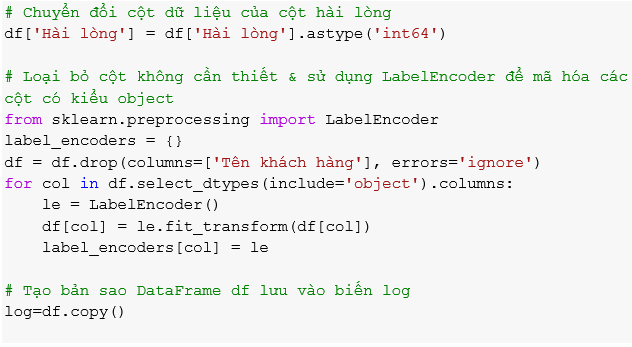 # Chuyển đổi cột dữ liệu của cột hài lòng
df['Hài lòng'] = df['Hài lòng'].astype('int64')
# Loại bỏ cột không cần thiết & sử dụng LabelEncoder để mã hóa các
cột có kiểu object
from sklearn.preprocessing import LabelEncoder
label_encoders = {}
df = df.drop(columns=['Tên khách hàng'], errors='ignore')
for col in df.select_dtypes(include='object').columns:
    le = LabelEncoder()
    df[col] = le.fit_transform(df[col])
    label_encoders[col] = le
# Tạo bản sao DataFrame df lưu vào biến log
log=df.copy()